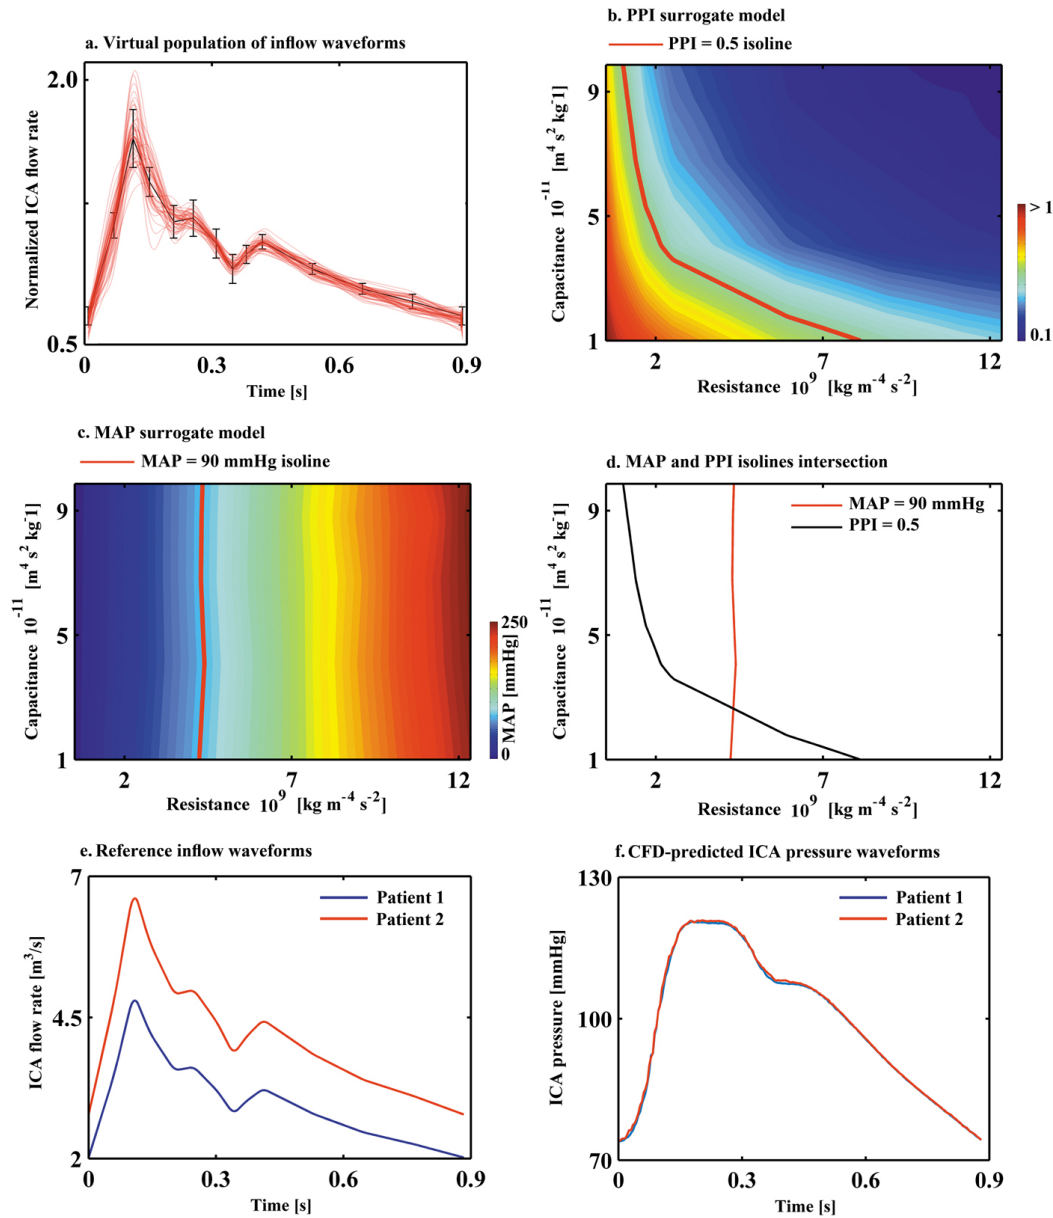 a. Virtual population of inflow waveforms
2.0
0.5
Normalized ICA flow rate
0
0.3
0.6
0.9
Time [s]
b. PPI surrogate model
PPI = 0.5 isoline
9
5
1
Capacitance 10^-11 [m^4 s^2 kg^-1]
2
7
12
Resistance 10^9 [kg m^-4 s^-2]
> 1
0.1
c. MAP surrogate model
MAP = 90 mmHg isoline
9
5
1
Capacitance 10^-11 [m^4 s^2 kg^-1]
2
7
12
Resistance 10^9 [kg m^-4 s^-2]
250
0
MAP [mmHg]
d. MAP and PPI isolines intersection
MAP = 90 mmHg
PPI = 0.5
9
5
1
Capacitance 10^-11 [m^4 s^2 kg^-1]
2
7
12
Resistance 10^9 [kg m^-4 s^-2]
e. Reference inflow waveforms
Patient 1
Patient 2
7
4.5
2
ICA flow rate [m^3/s]
0
0.3
0.6
0.9
Time [s]
f. CFD-predicted ICA pressure waveforms
Patient 1
Patient 2
130
100
70
ICA pressure [mmHg]
0
0.3
0.6
0.9
Time [s]